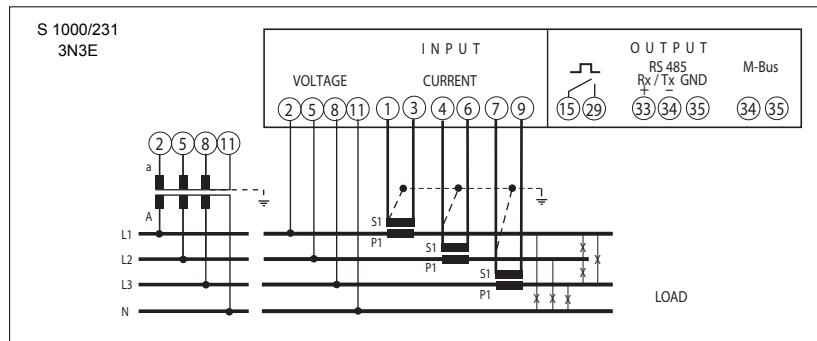 S 1000/231
3N3E
INPUT
OUTPUT
VOLTAGE
CURRENT
RS 485
Rx / Tx GND
+ −
M-Bus
2 5 8 11 1 3 4 6 7 9
15 29 33 34 35 34 35
2 5 8 11
a
A
S1
P1
S1
P1
S1
P1
L1
L2
L3
N
LOAD